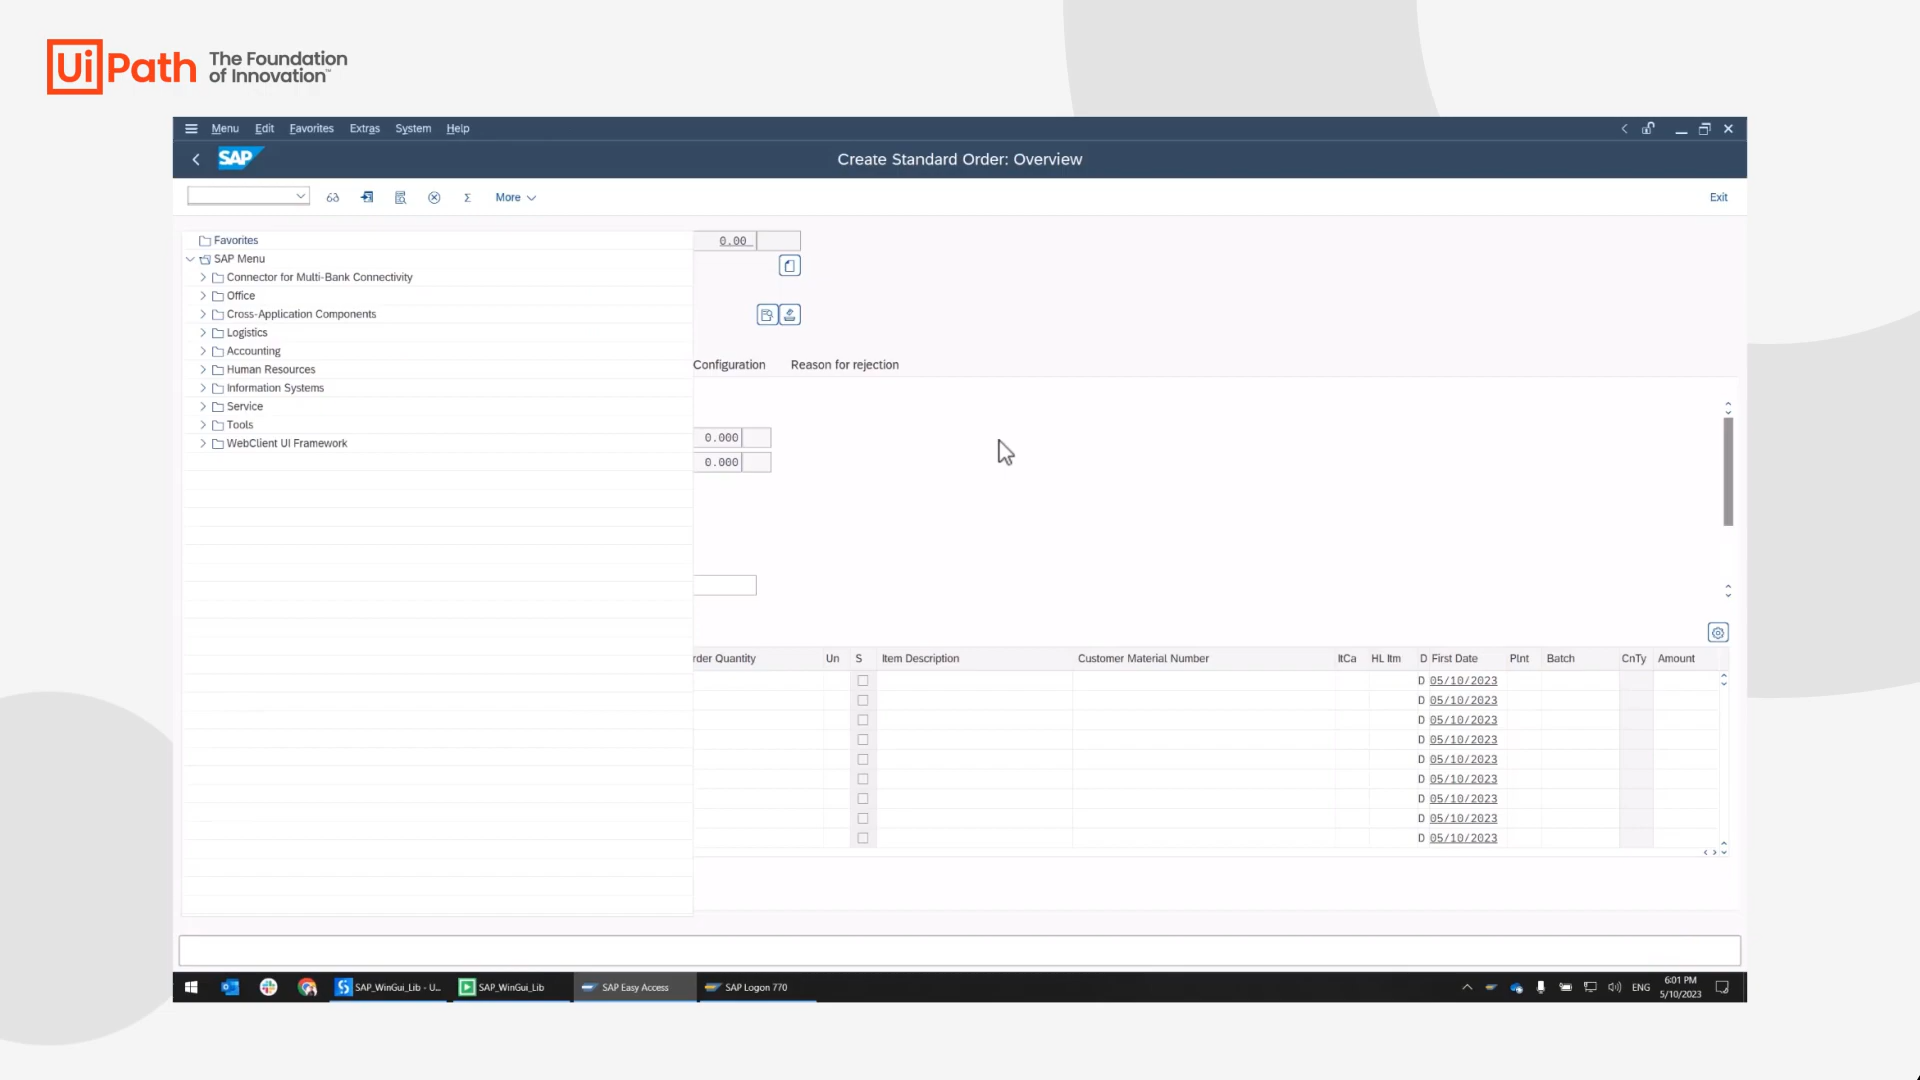 UiPath The Foundation
of Innovation™
Menu Edit Favorites Extras System Help
SAP Create Standard Order: Overview
More Exit
Favorites
SAP Menu
Connector for Multi-Bank Connectivity
Office
Cross-Application Components
Logistics
Accounting
Human Resources
Information Systems
Service
Tools
WebClient UI Framework
0.00
Configuration Reason for rejection
0.000
0.000
rder Quantity Un S Item Description Customer Material Number ItCa HL Itm D First Date Plnt Batch CnTy Amount
D 05/10/2023
D 05/10/2023
D 05/10/2023
D 05/10/2023
D 05/10/2023
D 05/10/2023
D 05/10/2023
D 05/10/2023
D 05/10/2023
SAP_WinGui_Lib - U... SAP_WinGui_Lib SAP Easy Access SAP Logon 770 ENG 6:01 PM
5/10/2023